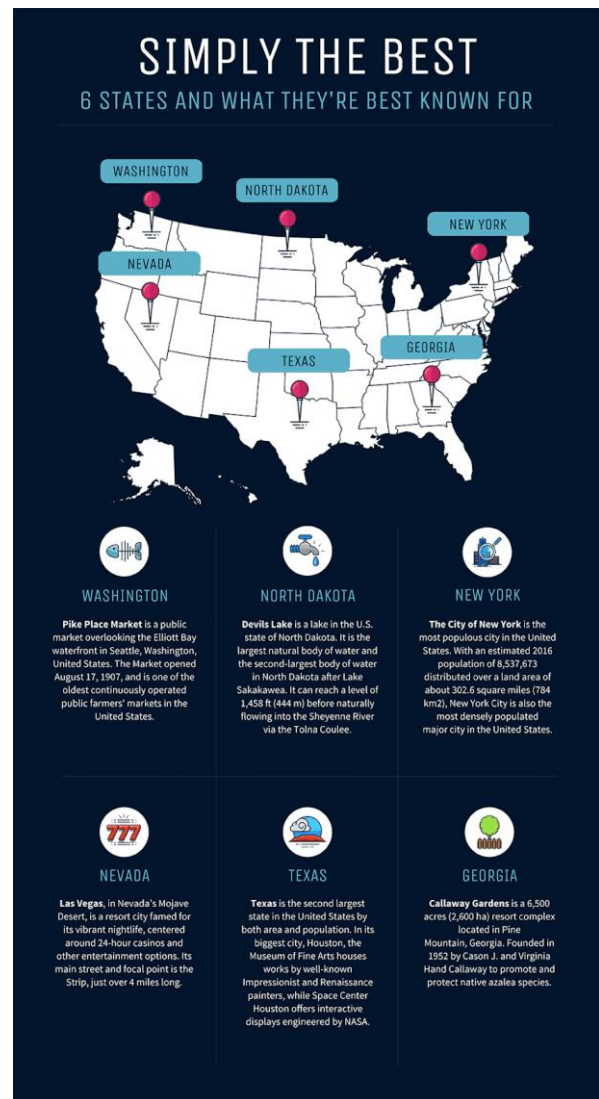 SIMPLY THE BEST
6 STATES AND WHAT THEY'RE BEST KNOWN FOR
WASHINGTON
NORTH DAKOTA
NEW YORK
NEVADA
GEORGIA
TEXAS
WASHINGTON
Pike Place Market is a public
market overlooking the Elliott Bay
waterfront in Seattle, Washington,
United States. The Market opened
August 17, 1907, and is one of the
oldest continuously operated
public farmers' markets in the
United States.
NORTH DAKOTA
Devils Lake is a lake in the U.S.
state of North Dakota. It is the
largest natural body of water and
the second-largest body of water
in North Dakota after Lake
Sakakawea. It can reach a level of
1,458 ft (444 m) before naturally
flowing into the Sheyenne River
via the Tolna Coulee.
NEW YORK
The City of New York is the
most populous city in the United
States. With an estimated 2016
population of 8,537,673
distributed over a land area of
about 302.6 square miles (784
km2), New York City is also the
most densely populated
major city in the United States.
777
NEVADA
Las Vegas, in Nevada's Mojave
Desert, is a resort city famed for
its vibrant nightlife, centered
around 24-hour casinos and
other entertainment options. Its
main street and focal point is the
Strip, just over 4 miles long.
TEXAS
Texas is the second largest
state in the United States by
both area and population. In its
biggest city, Houston, the
Museum of Fine Arts houses
works by well-known
Impressionist and Renaissance
painters, while Space Center
Houston offers interactive
displays engineered by NASA.
GEORGIA
Callaway Gardens is a 6,500
acres (2,600 ha) resort complex
located in Pine
Mountain, Georgia. Founded in
1952 by Cason J. and Virginia
Hand Callaway to promote and
protect native azalea species.